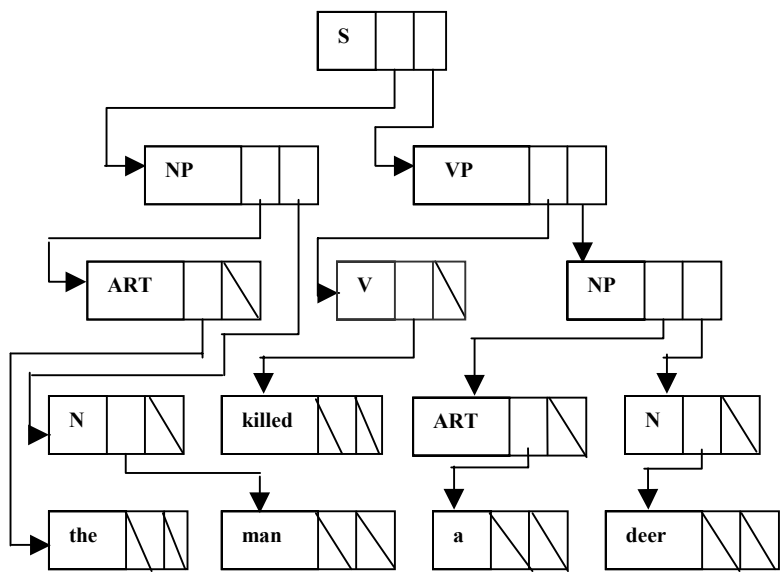 S
NP VP
ART V NP
N killed ART N
the man a deer